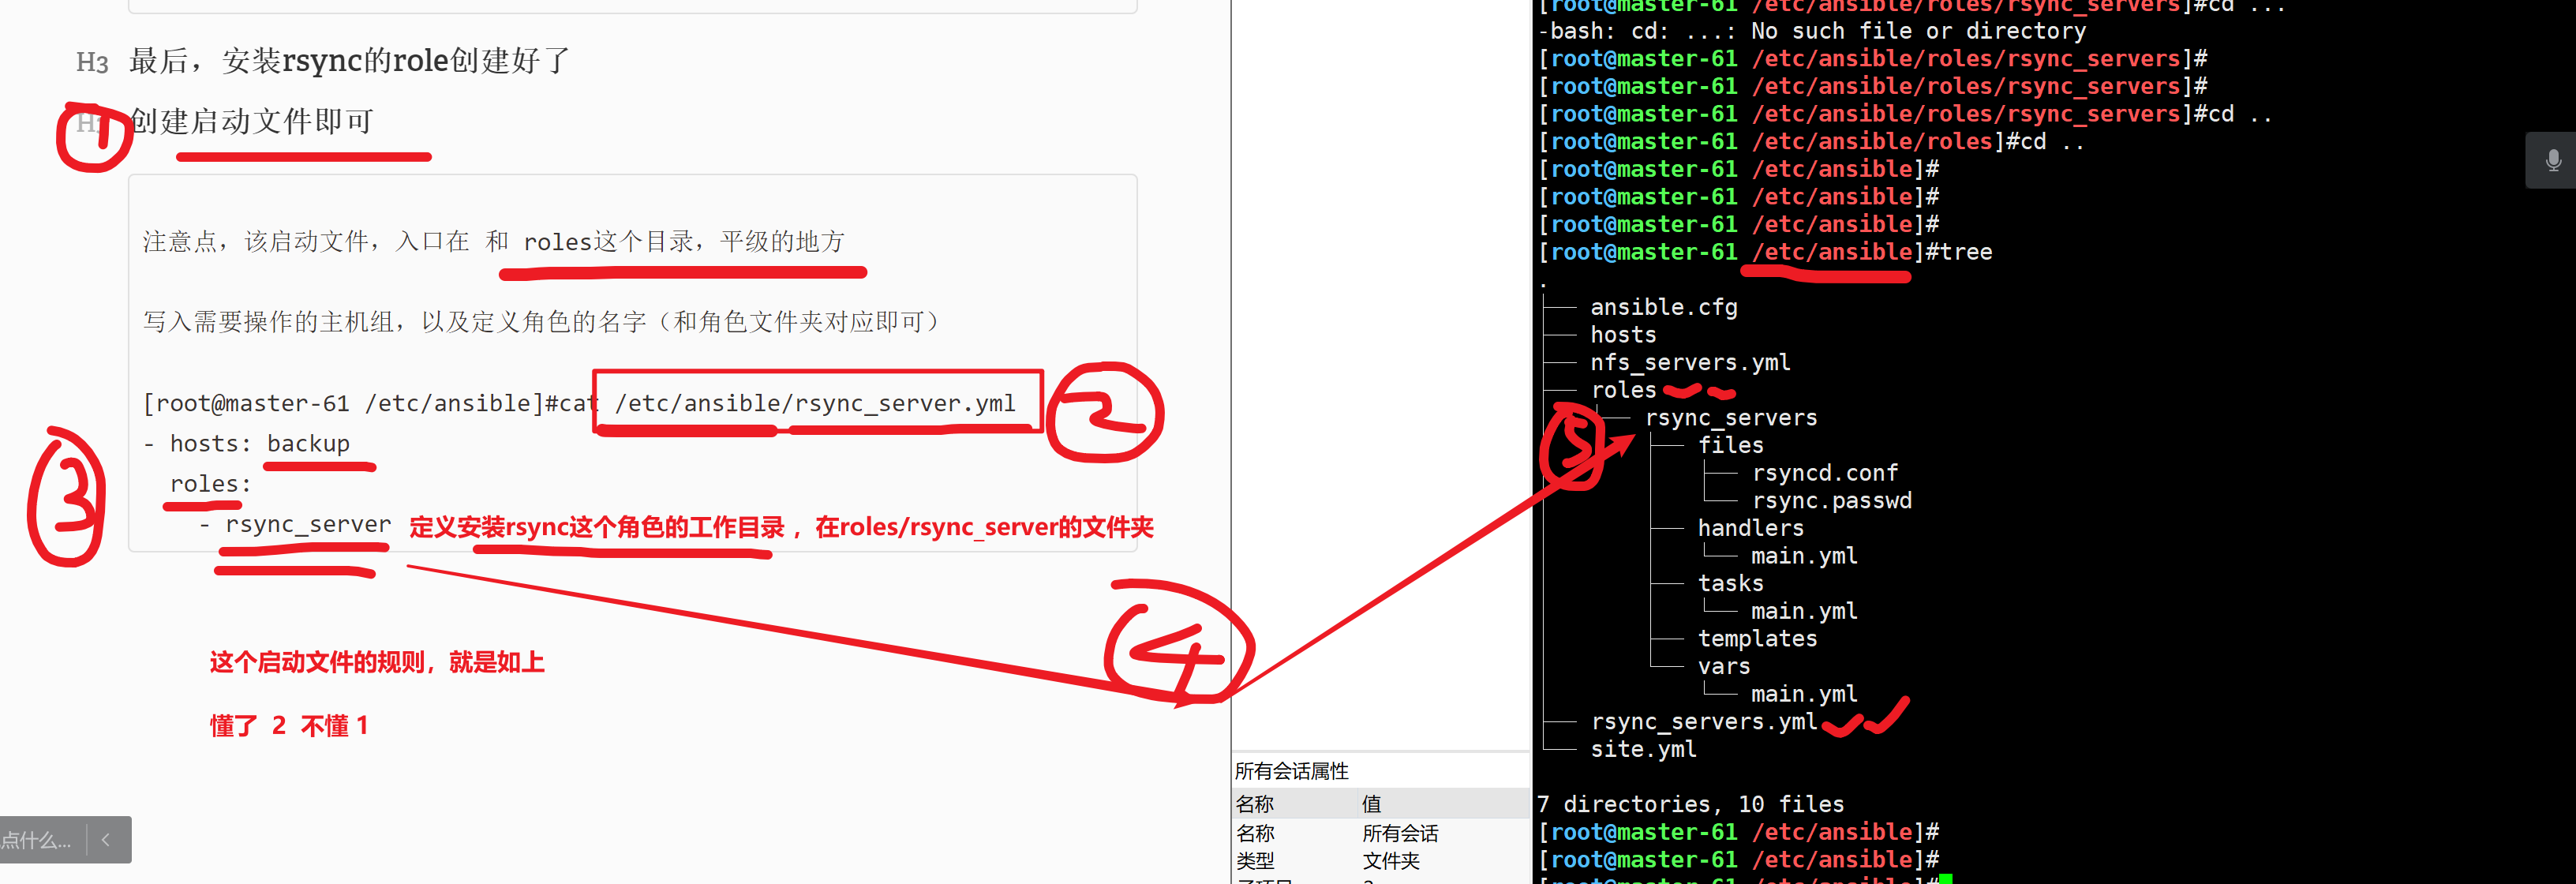 H3 最后，安装rsync的role创建好了
创建启动文件即可
1
注意点，该启动文件，入口在 和 roles这个目录，平级的地方
写入需要操作的主机组，以及定义角色的名字（和角色文件夹对应即可）
[root@master-61 /etc/ansible]#cat /etc/ansible/rsync_server.yml
2
- hosts: backup
roles:
3
- rsync_server 定义安装rsync这个角色的工作目录，在roles/rsync_server的文件夹
4
这个启动文件的规则，就是如上
懂了 2 不懂 1
点什么...
所有会话属性
名称 值
名称 所有会话
类型 文件夹
[root@master-61 /etc/ansible/roles/rsync_servers]#cd ...
-bash: cd: ...: No such file or directory
[root@master-61 /etc/ansible/roles/rsync_servers]#
[root@master-61 /etc/ansible/roles/rsync_servers]#
[root@master-61 /etc/ansible/roles/rsync_servers]#cd ..
[root@master-61 /etc/ansible/roles]#cd ..
[root@master-61 /etc/ansible]#
[root@master-61 /etc/ansible]#
[root@master-61 /etc/ansible]#
[root@master-61 /etc/ansible]#tree
.
├── ansible.cfg
├── hosts
├── nfs_servers.yml
├── roles
│   └── rsync_servers
5
│       ├── files
│       │   ├── rsyncd.conf
│       │   └── rsync.passwd
│       ├── handlers
│       │   └── main.yml
│       ├── tasks
│       │   └── main.yml
│       ├── templates
│       └── vars
│           └── main.yml
├── rsync_servers.yml
└── site.yml
7 directories, 10 files
[root@master-61 /etc/ansible]#
[root@master-61 /etc/ansible]#
[root@master-61 /etc/ansible]#